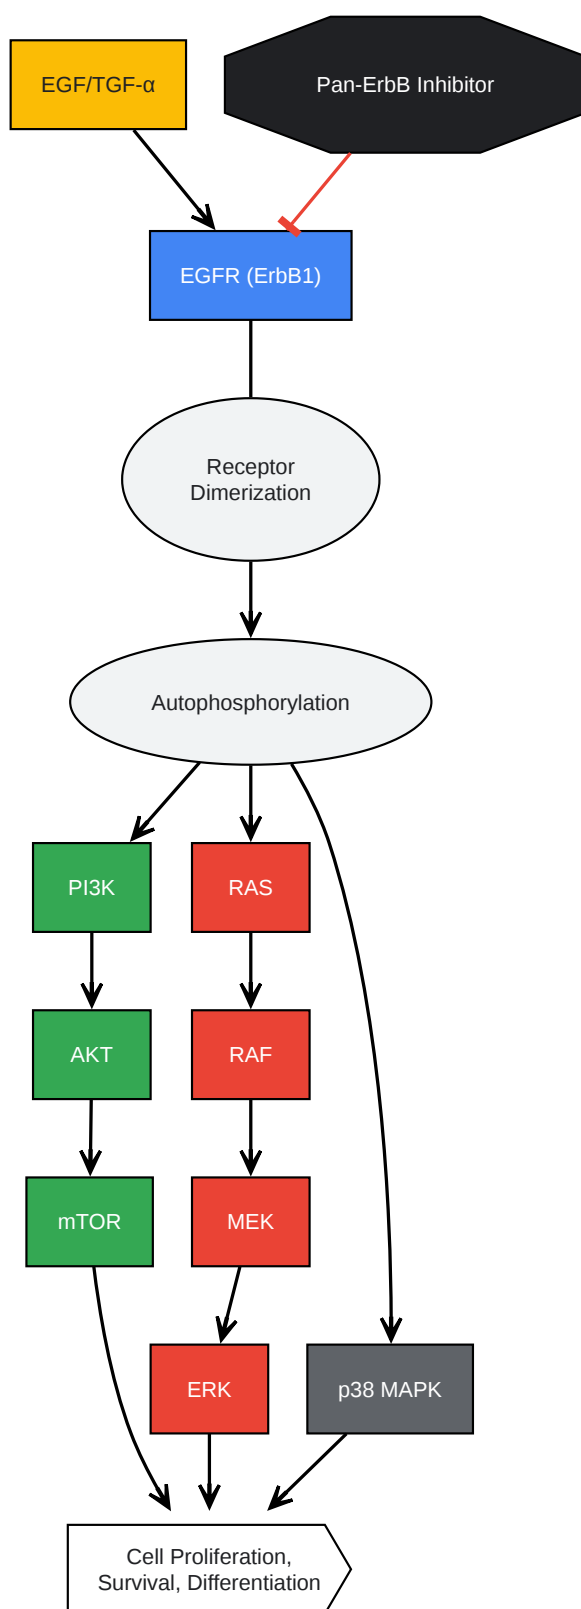 EGF/TGF-α
Pan-ErbB Inhibitor
EGFR (ErbB1)
Receptor
Dimerization
Autophosphorylation
PI3K
RAS
AKT
RAF
mTOR
MEK
ERK
p38 MAPK
Cell Proliferation,
Survival, Differentiation